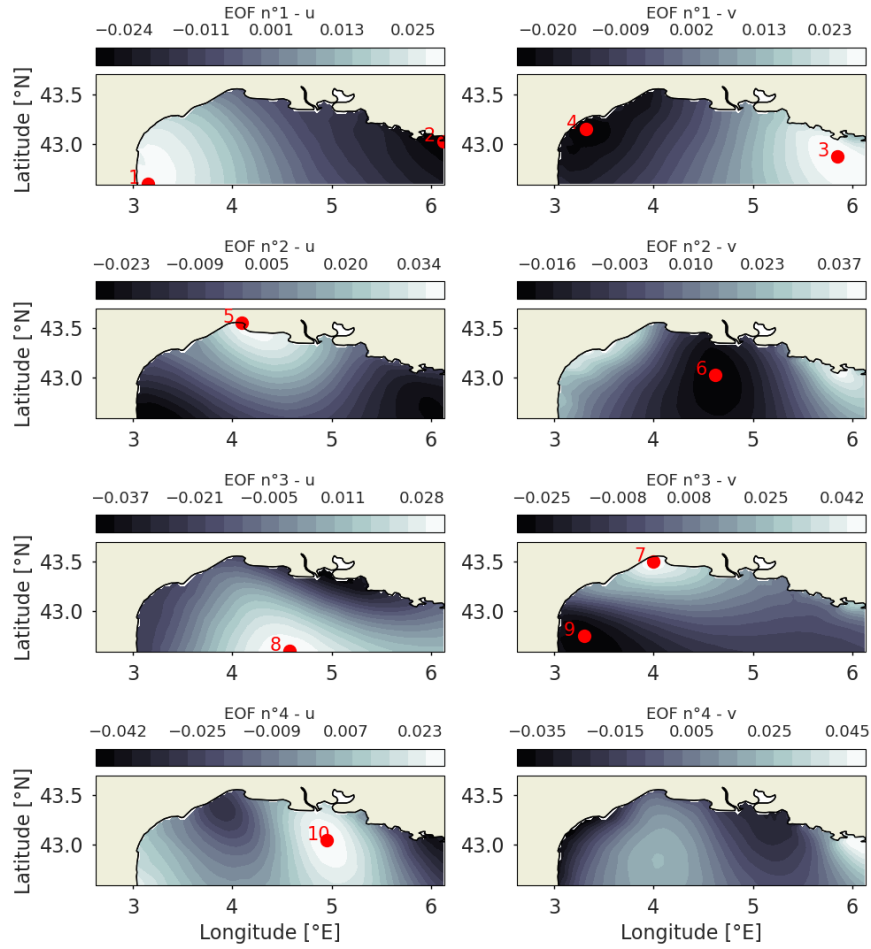 EOF n°1 - u
EOF n°1 - v
−0.024 −0.011 0.001 0.013 0.025
−0.020 −0.009 0.002 0.013 0.023
Latitude [°N]
43.5
43.0
1
2
3 4 5 6
Latitude [°N]
43.5
43.0
4
3
3 4 5 6
EOF n°2 - u
EOF n°2 - v
−0.023 −0.009 0.005 0.020 0.034
−0.016 −0.003 0.010 0.023 0.037
Latitude [°N]
43.5
43.0
5
3 4 5 6
Latitude [°N]
43.5
43.0
6
3 4 5 6
EOF n°3 - u
EOF n°3 - v
−0.037 −0.021 −0.005 0.011 0.028
−0.025 −0.008 0.008 0.025 0.042
Latitude [°N]
43.5
43.0
8
3 4 5 6
Latitude [°N]
43.5
43.0
7
9
3 4 5 6
EOF n°4 - u
EOF n°4 - v
−0.042 −0.025 −0.009 0.007 0.023
−0.035 −0.015 0.005 0.025 0.045
Latitude [°N]
43.5
43.0
10
3 4 5 6
Longitude [°E]
Latitude [°N]
43.5
43.0
3 4 5 6
Longitude [°E]